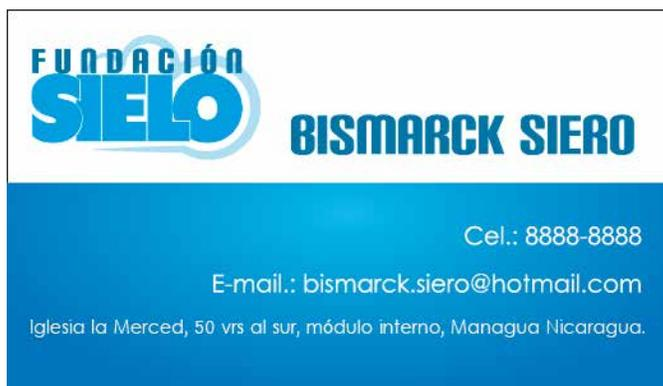 FUNDACIÓN
SIELO
BISMARCK SIERO
Cel.: 8888-8888
E-mail.: bismarck.siero@hotmail.com
Iglesia la Merced, 50 vrs al sur, módulo interno, Managua Nicaragua.